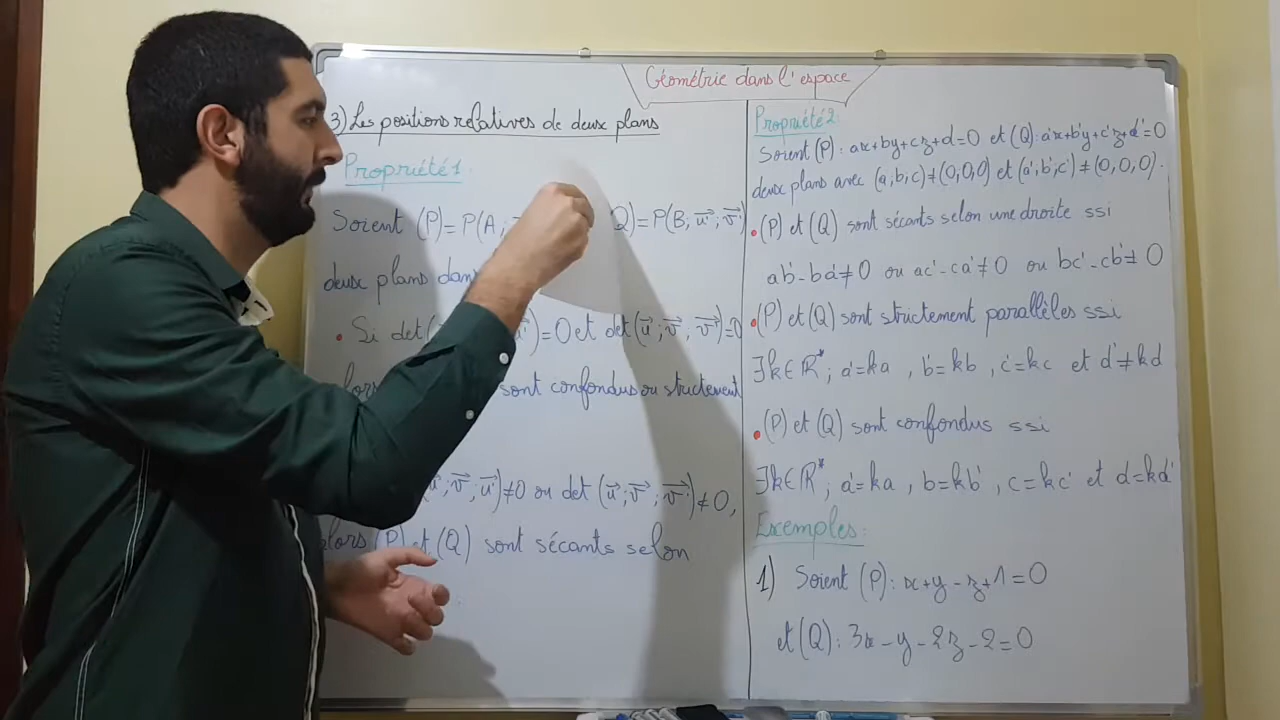 Géométrie dans l'espace
3) Les positions relatives de deux plans
Propriété 1:
Soient (P)=P(A; Q)=P(B; u⃗'; v⃗')
deux plans dans
• Si det( u⃗')=0 et det(u⃗; v⃗; v⃗')=0
alors sont confondus ou strictement
u⃗; v⃗; u⃗')≠0 ou det (u⃗; v⃗; v⃗')≠0,
alors (P) et (Q) sont sécants selon
Propriété 2:
Soient (P): ax+by+cz+d=0 et (Q): a'x+b'y+c'z+d'=0
deux plans avec (a,b,c)≠(0,0,0) et (a',b',c')≠(0,0,0).
• (P) et (Q) sont sécants selon une droite ssi
ab'-ba'≠0 ou ac'-ca'≠0 ou bc'-cb'≠0
• (P) et (Q) sont strictement parallèles ssi
∃k∈ℝ*; a'=ka , b'=kb , c'=kc et d'≠kd
• (P) et (Q) sont confondus ssi
∃k∈ℝ*; a'=ka , b=kb' , c=kc' et d=kd'
Exemples:
1) Soient (P): x+y-z+1=0
et (Q): 3x-y-2z-2=0